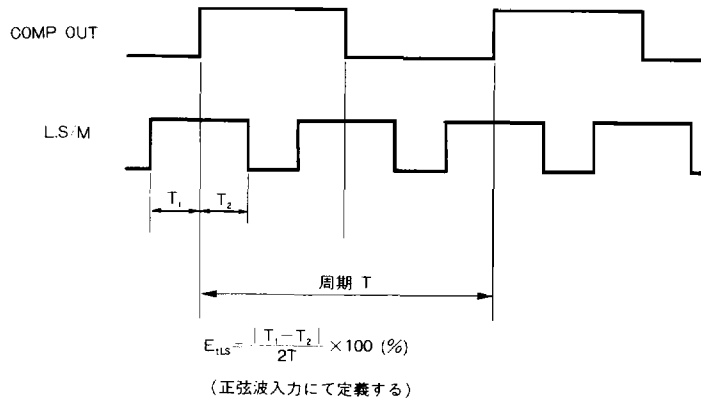 COMP OUT
L.S/M
T₁ T₂
周期 T
E_tLS = |T₁−T₂| / 2T × 100 (%)
(正弦波入力にて定義する)